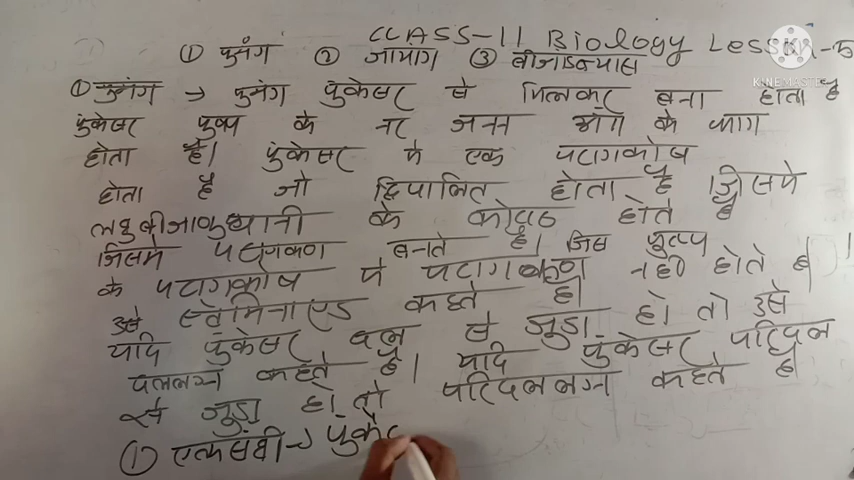 CLASS-11 Biology Lesson-5
KINEMASTER
① पुमंग ② जायांग ③ बीजाण्डन्यास
① पुमंग → पुमंग पुंकेसर से मिलकर बना होता है
पुंकेसर पुष्प के नर जनन अंग के भाग
होता है। पुंकेसर मे एक परागकोष
होता है जो द्विपालित होता है जिसमे
लघुबीजाणुधानी के कोष्ठ होते है
जिसमे परागकण बनते है। जिस पुष्प
के परागकोष मे परागकण नही होते है।
उसे स्टेमिनाएड कहते है।
यदि पुंकेसर दल से जुडा हो तो उसे
दललग्न कहते है। यदि पुंकेसर परिदल
से जुडा हो तो परिदललग्न कहते है।
① एकसंघी → पुंके